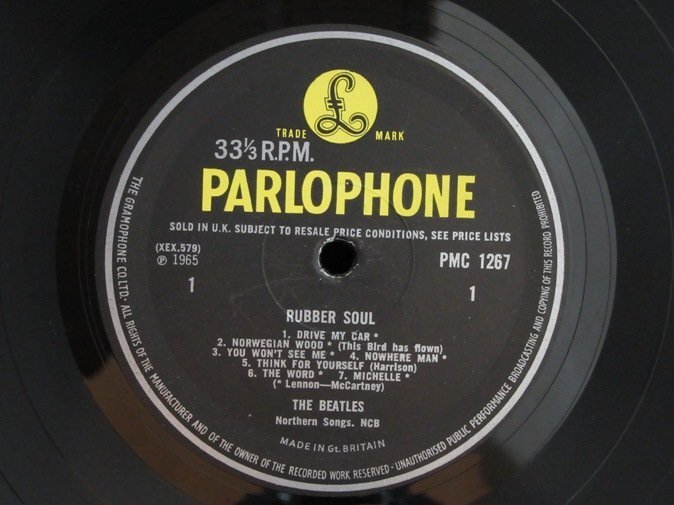 £
TRADE MARK
33⅓ R.P.M.
PARLOPHONE
SOLD IN U.K. SUBJECT TO RESALE PRICE CONDITIONS, SEE PRICE LISTS
(XEX.579)
℗ 1965
PMC 1267
1
1
RUBBER SOUL
1. DRIVE MY CAR *
2. NORWEGIAN WOOD * (This Bird has flown)
3. YOU WON'T SEE ME * 4. NOWHERE MAN *
5. THINK FOR YOURSELF (Harrison)
6. THE WORD * 7. MICHELLE *
(* Lennon—McCartney)
THE BEATLES
Northern Songs. NCB
MADE IN Gt. BRITAIN
THE GRAMOPHONE CO. LTD. · ALL RIGHTS OF THE MANUFACTURER AND OF THE OWNER OF THE RECORDED WORK RESERVED · UNAUTHORISED PUBLIC PERFORMANCE BROADCASTING AND COPYING OF THIS RECORD PROHIBITED